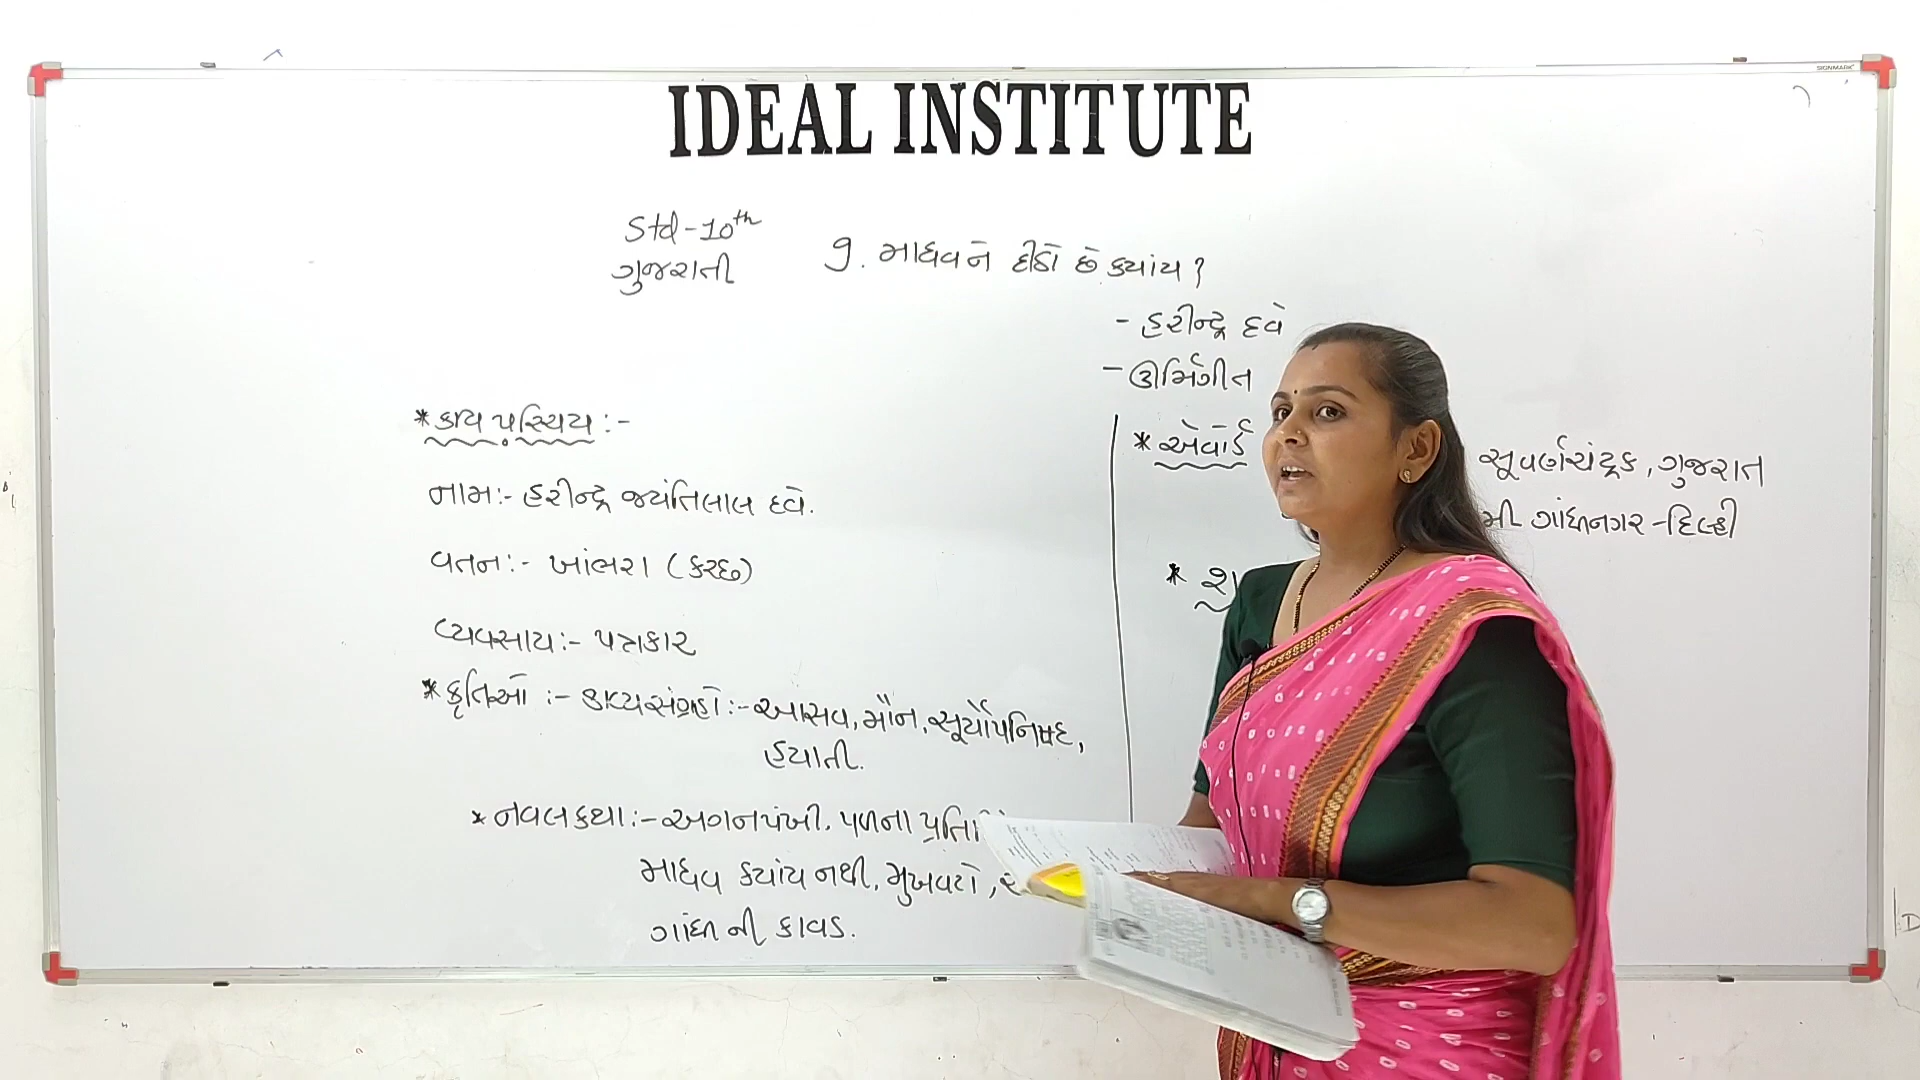 SIGNMARK
IDEAL INSTITUTE
Std-10th
ગુજરાતી
9. માધવને દીઠો છે ક્યાંય?
- હરીન્દ્ર દવે
- ઊર્મિગીત
* કાવ્ય પરિચય :-
નામ:- હરીન્દ્ર જયંતિલાલ દવે.
વતન:- ખાંભરા (કચ્છ)
વ્યવસાય:- પત્રકાર
* કૃતિઓ :- કાવ્યસંગ્રહો:- આસવ, મૌન, સૂર્યોપનિષદ,
હયાતી.
* નવલકથા:- અગનપંખી, પળના
માધવ ક્યાંય નથી, મુખવટો,
ગાંધી ની કાવડ.
* એવોર્ડ
સૂવર્ણચંદ્રક, ગુજરાત
ગાંધીનગર -દિલ્હી
*